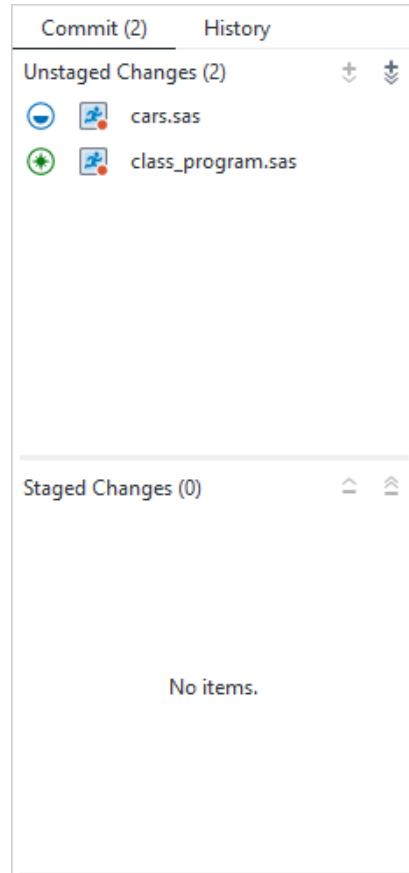 Commit (2) History
Unstaged Changes (2)
cars.sas
class_program.sas
Staged Changes (0)
No items.